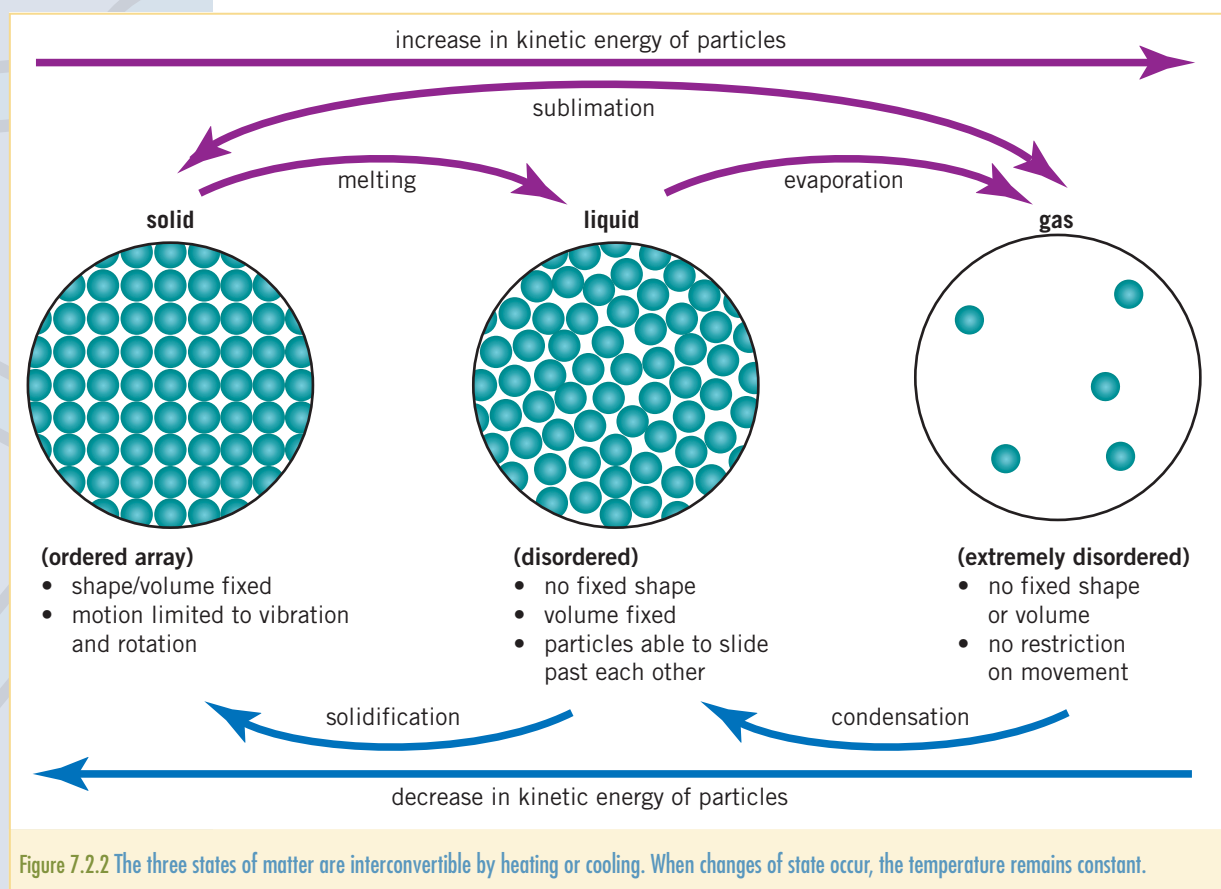 increase in kinetic energy of particles
sublimation
melting
evaporation
solid
liquid
gas
(ordered array)
• shape/volume fixed
• motion limited to vibration
and rotation
(disordered)
• no fixed shape
• volume fixed
• particles able to slide
past each other
(extremely disordered)
• no fixed shape
or volume
• no restriction
on movement
solidification
condensation
decrease in kinetic energy of particles
Figure 7.2.2 The three states of matter are interconvertible by heating or cooling. When changes of state occur, the temperature remains constant.